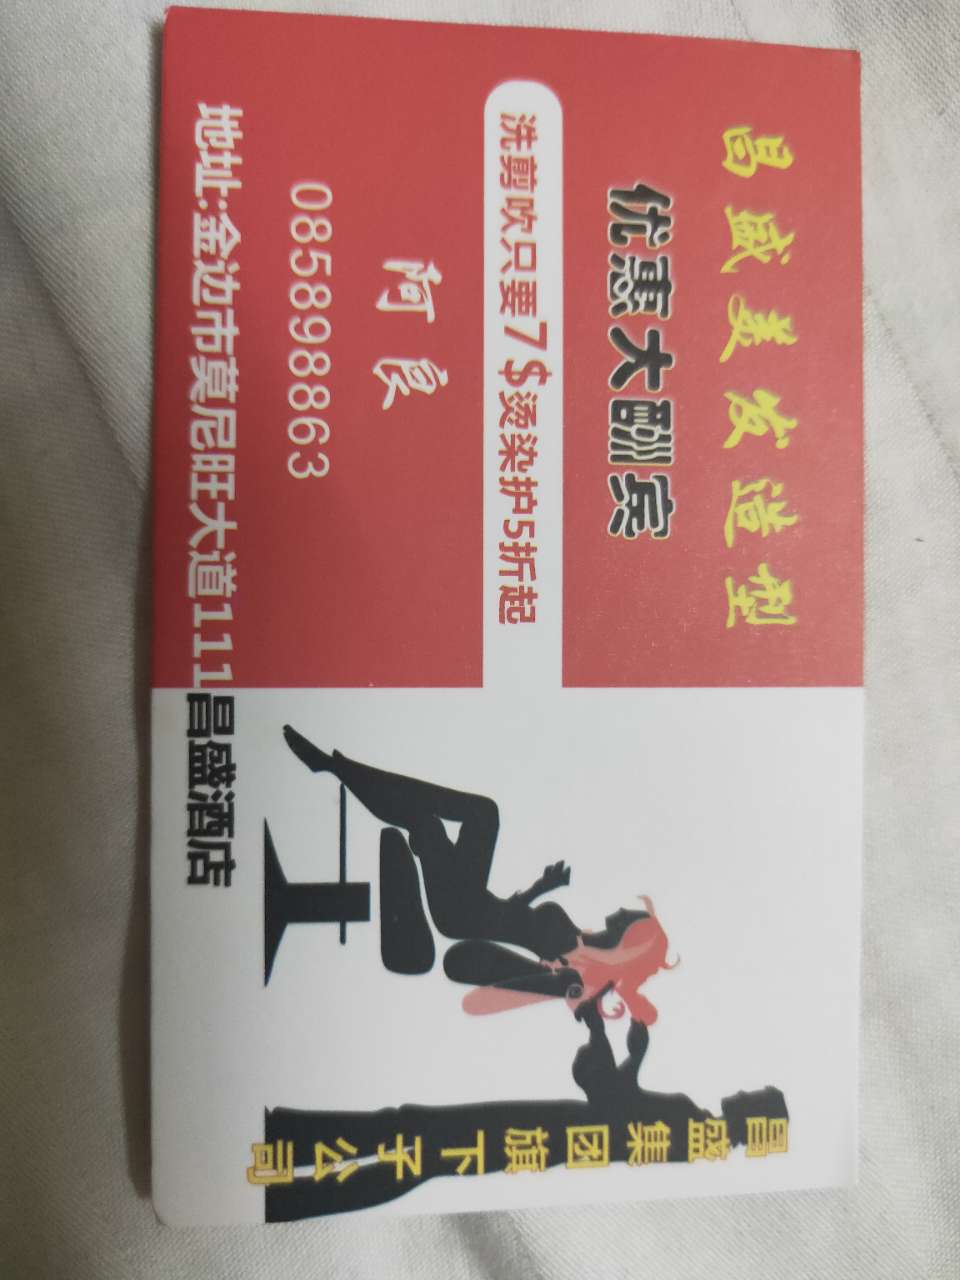 昌盛美发造型
优惠大酬宾
洗剪吹只要7$烫染护5折起
阿良
085898863
地址:金边市莫尼旺大道111昌盛酒店
昌盛集团旗下子公司